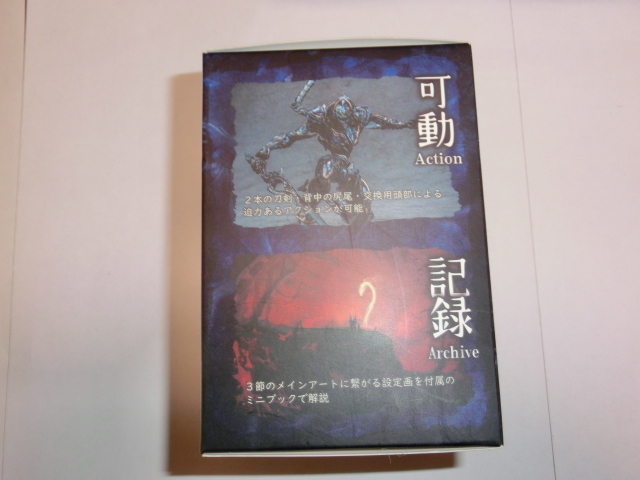 可動
Action
２本の刀剣・背中の尻尾・交換用頭部による
迫力あるアクションが可能。
記録
Archive
３節のメインアートに繋がる設定画を付属の
ミニブックで解説